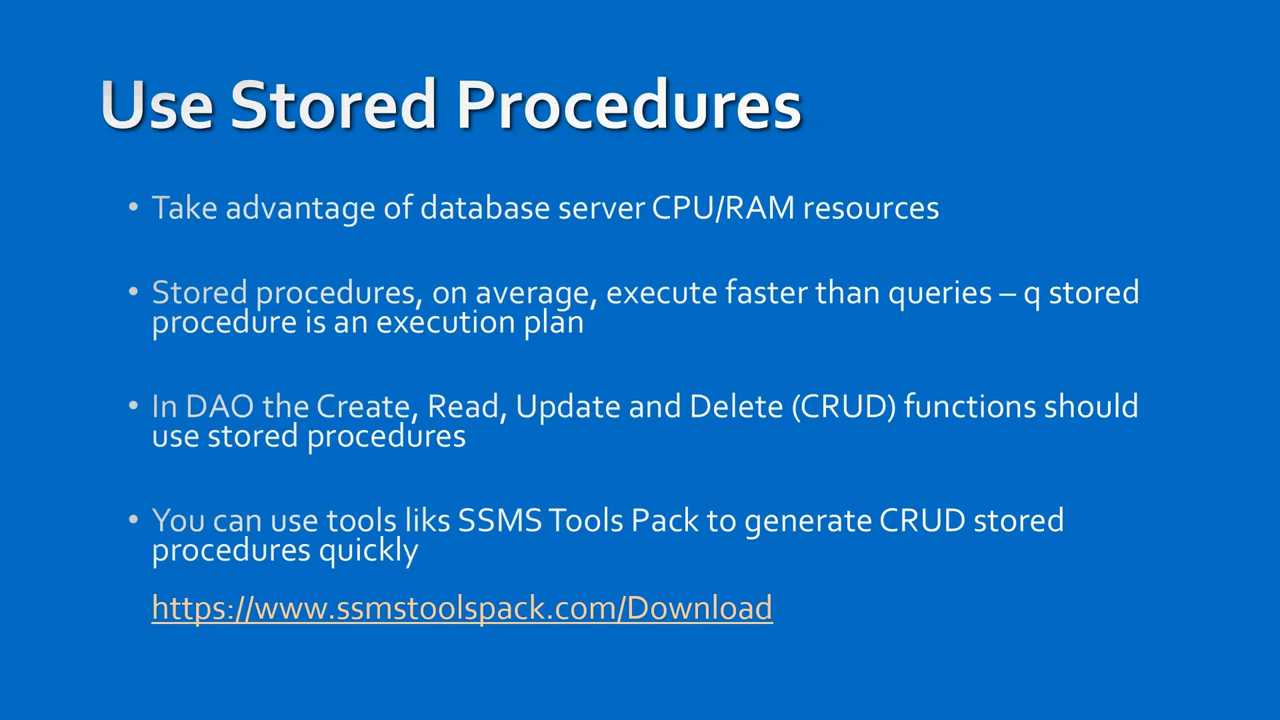 Use Stored Procedures
• Take advantage of database server CPU/RAM resources
• Stored procedures, on average, execute faster than queries – q stored
procedure is an execution plan
• In DAO the Create, Read, Update and Delete (CRUD) functions should
use stored procedures
• You can use tools liks SSMS Tools Pack to generate CRUD stored
procedures quickly
https://www.ssmstoolspack.com/Download